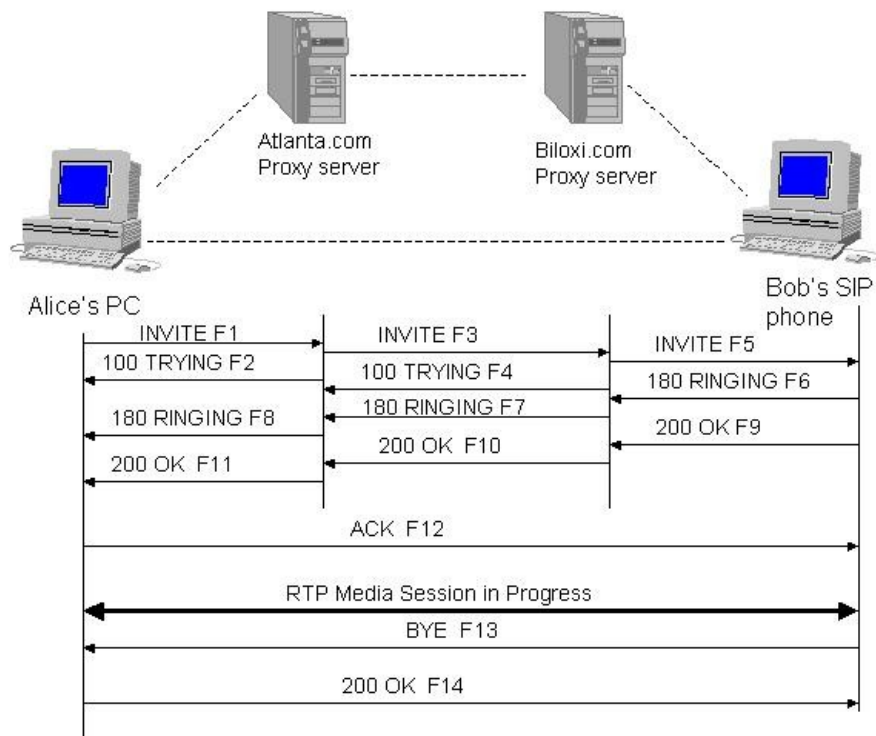 Atlanta.com
Proxy server
Biloxi.com
Proxy server
Alice's PC
Bob's SIP
phone
INVITE F1
INVITE F3
INVITE F5
100 TRYING F2
100 TRYING F4
180 RINGING F6
180 RINGING F8
180 RINGING F7
200 OK F9
200 OK F11
200 OK F10
ACK F12
RTP Media Session in Progress
BYE F13
200 OK F14